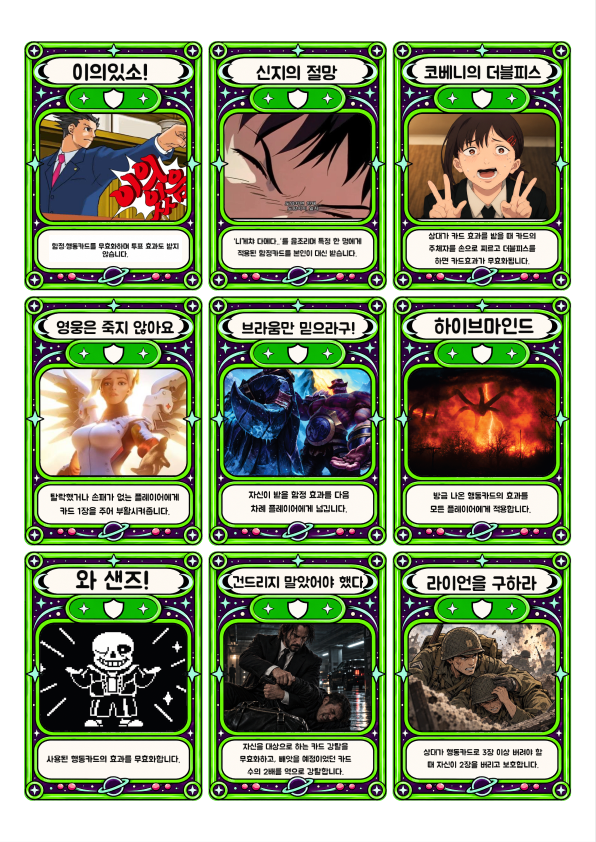 이의있소!
신지의 절망
코베니의 더블피스
이의
있소
함정·행동카드를 무효화하며 투표 효과도 받지
않습니다.
'니게챠 다메다..'를 읊조리며 특정 한 명에게
적용된 함정카드를 본인이 대신 받습니다.
상대가 카드 효과를 받을 때 카드의
주체자를 손으로 찌르고 더블피스를
하면 카드효과가 무효화됩니다.
영웅은 죽지 않아요
브라움만 믿으라구!
하이브마인드
탈락했거나 손패가 없는 플레이어에게
카드 1장을 주어 부활시켜줍니다.
자신이 받을 함정 효과를 다음
차례 플레이어에게 넘깁니다.
방금 나온 행동카드의 효과를
모든 플레이어에게 적용합니다.
와 샌즈!
건드리지 말았어야 했다
라이언을 구하라
사용된 행동카드의 효과를 무효화합니다.
자신을 대상으로 하는 카드 강탈을
무효화하고, 빼앗을 예정이었던 카드
수의 2배를 역으로 강탈합니다.
상대가 행동카드로 3장 이상 버려야 할
때 자신이 2장을 버리고 보호합니다.